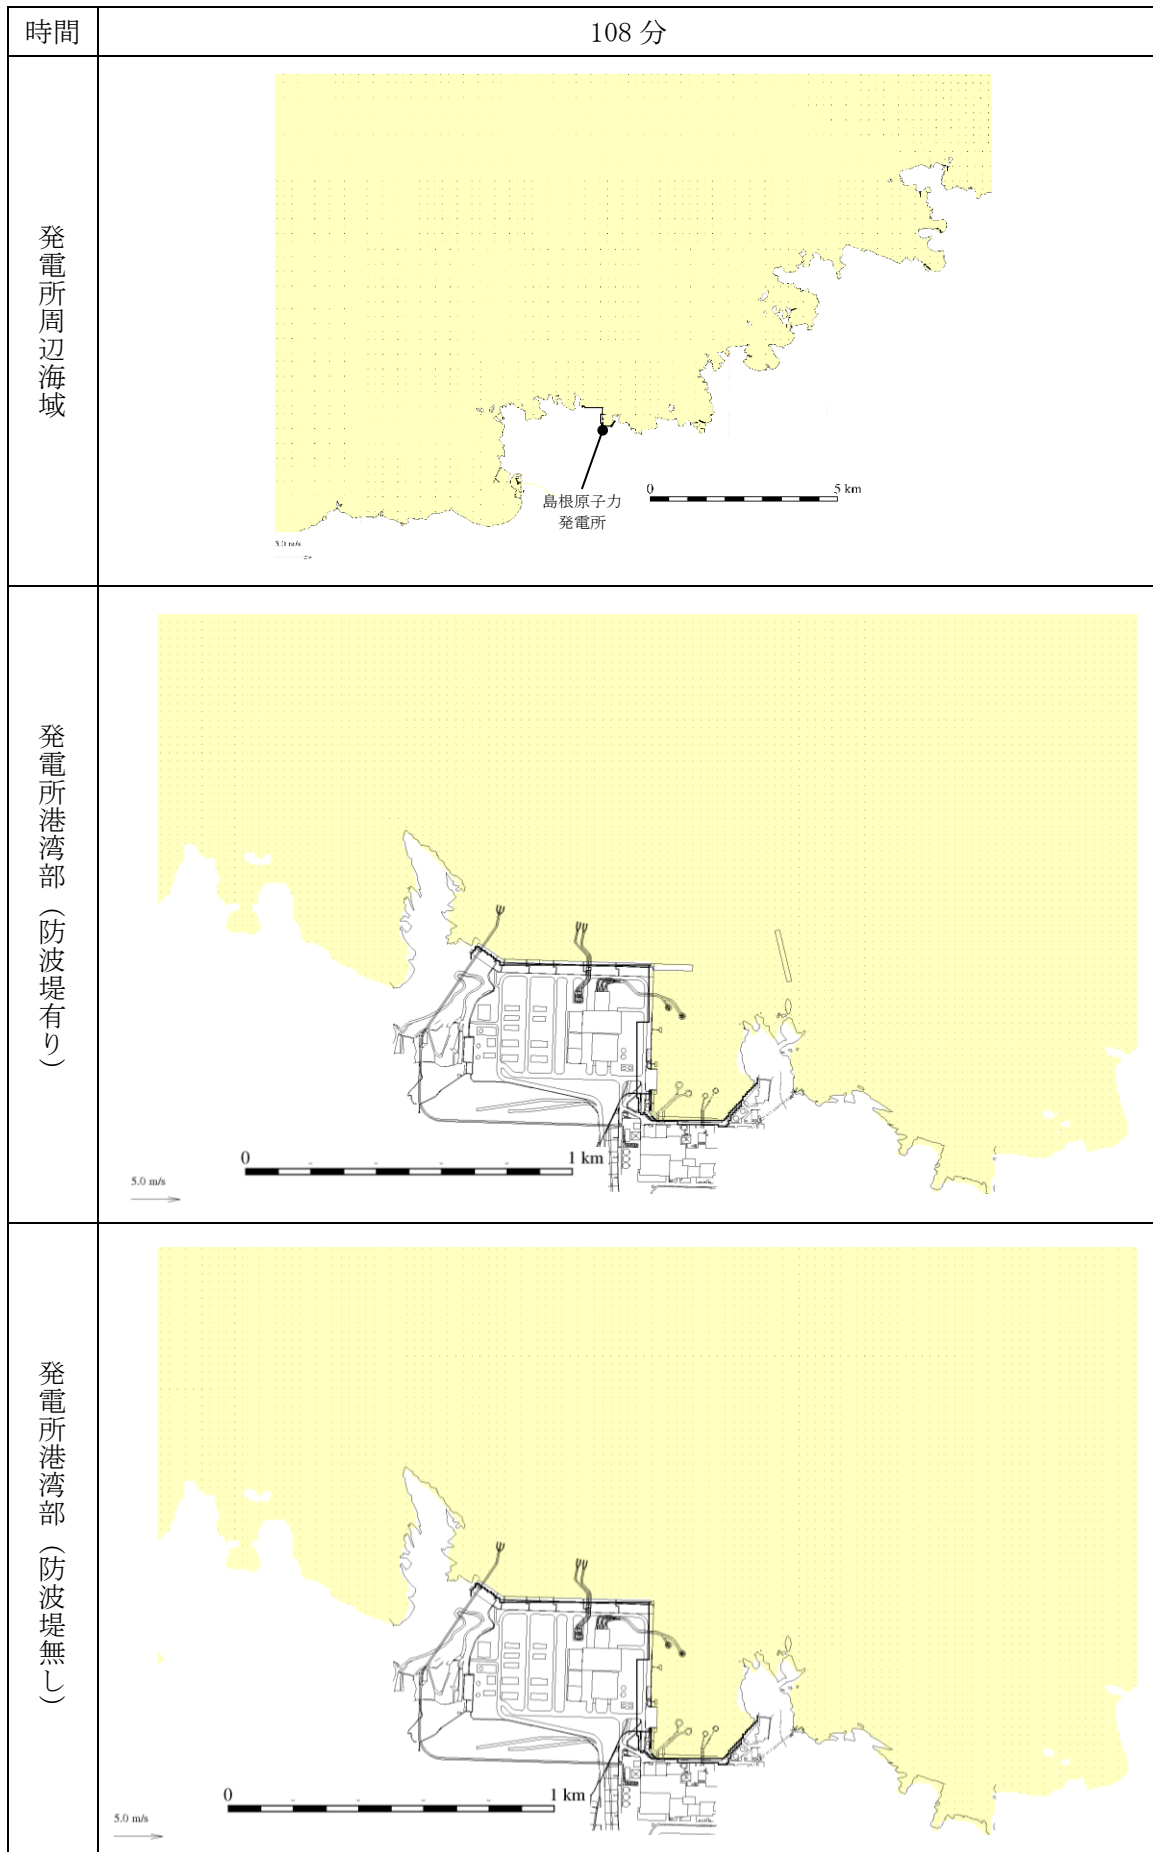 時間
108 分
発電所周辺海域
島根原子力
発電所
0
5 km
5.0 m/s
発電所港湾部（防波堤有り）
0
1 km
5.0 m/s
発電所港湾部（防波堤無し）
0
1 km
5.0 m/s